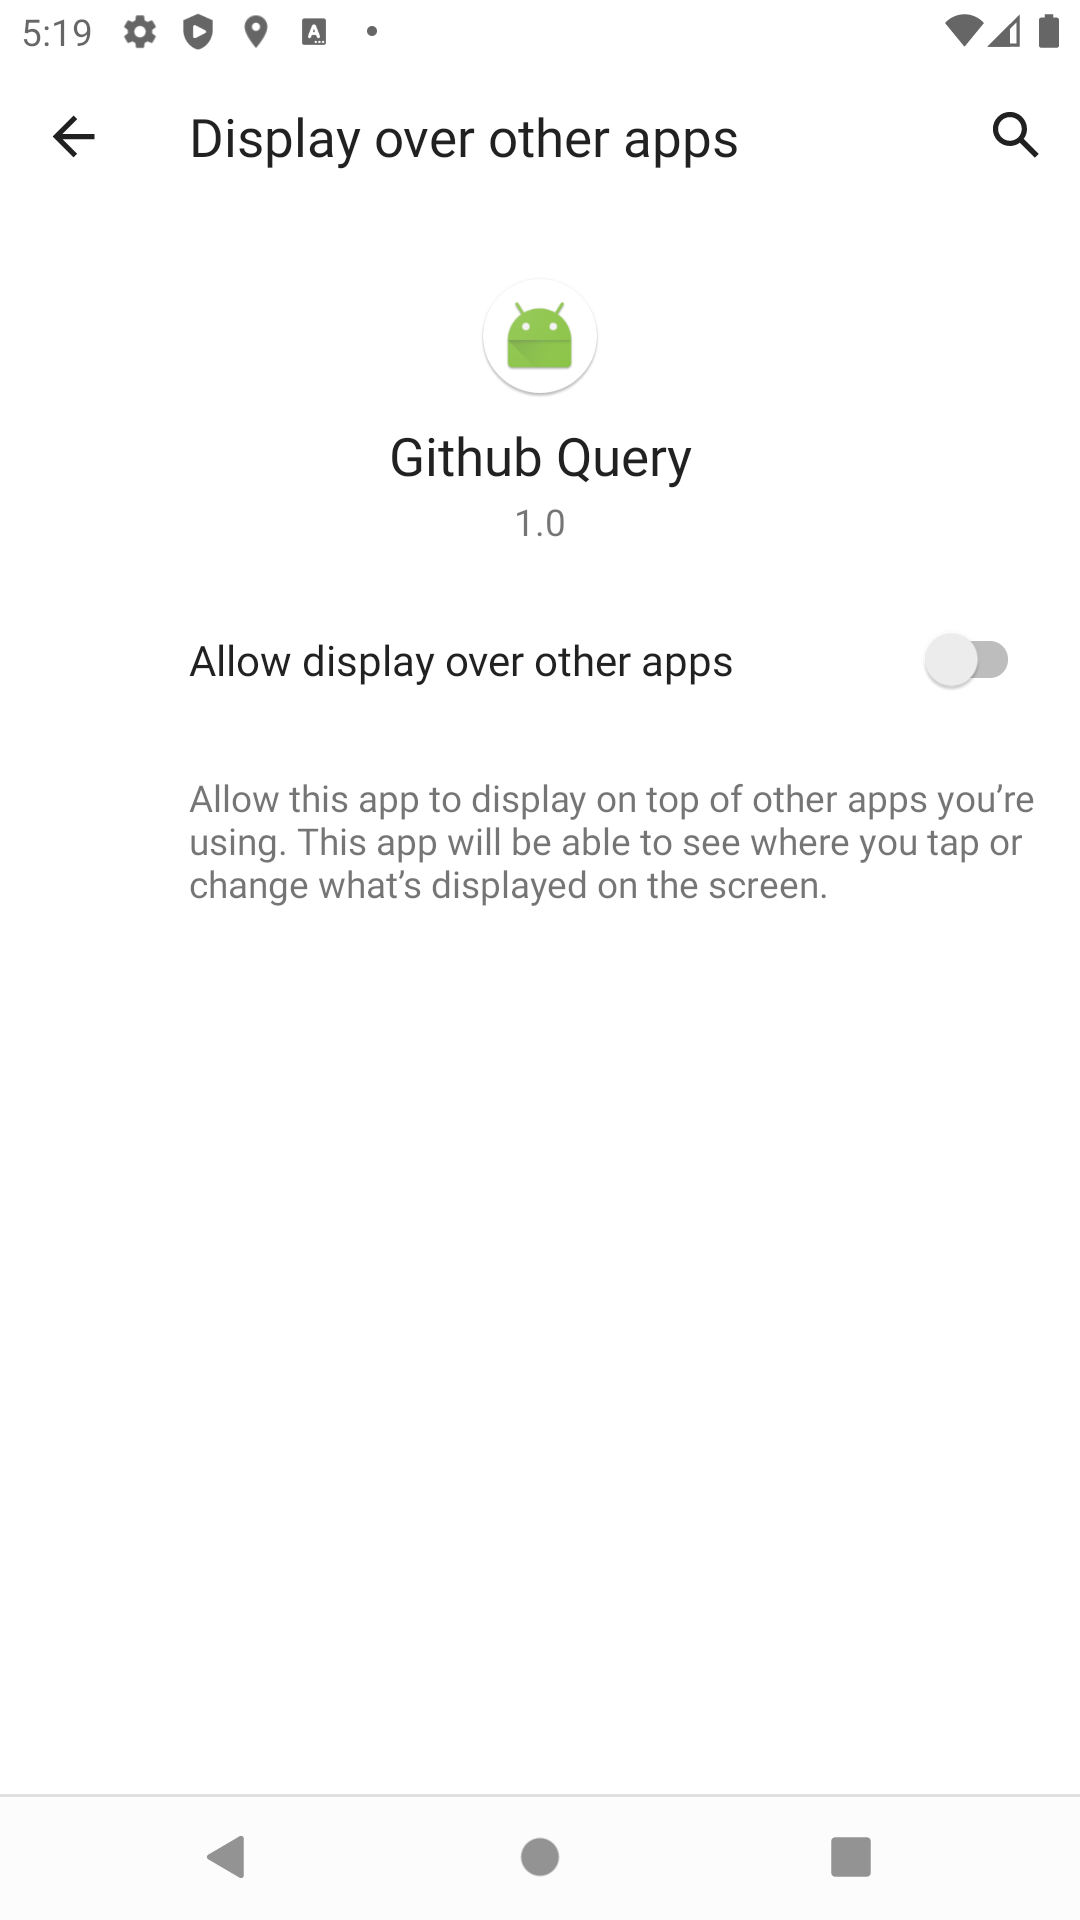 5:19
Display over other apps
Github Query
1.0
Allow display over other apps
Allow this app to display on top of other apps you’re
using. This app will be able to see where you tap or
change what’s displayed on the screen.